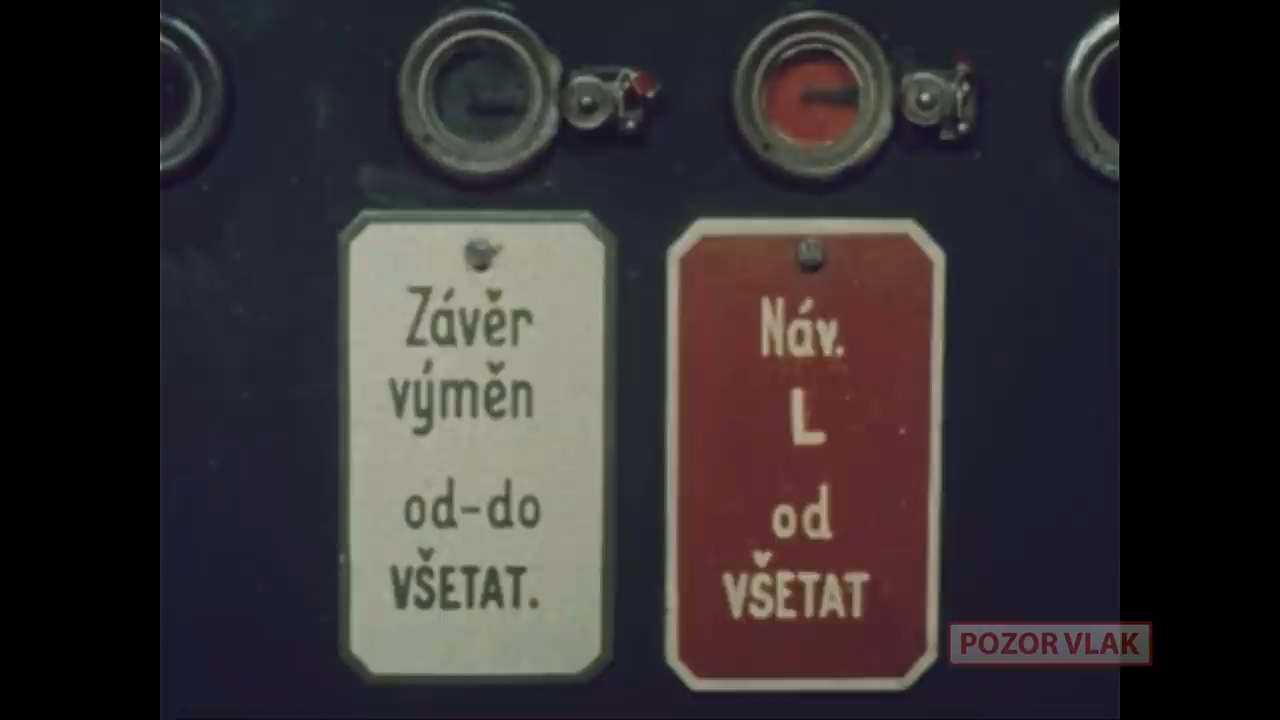 Závěr
výměn
od-do
VŠETAT.
Náv.
L
od
VŠETAT
POZOR VLAK